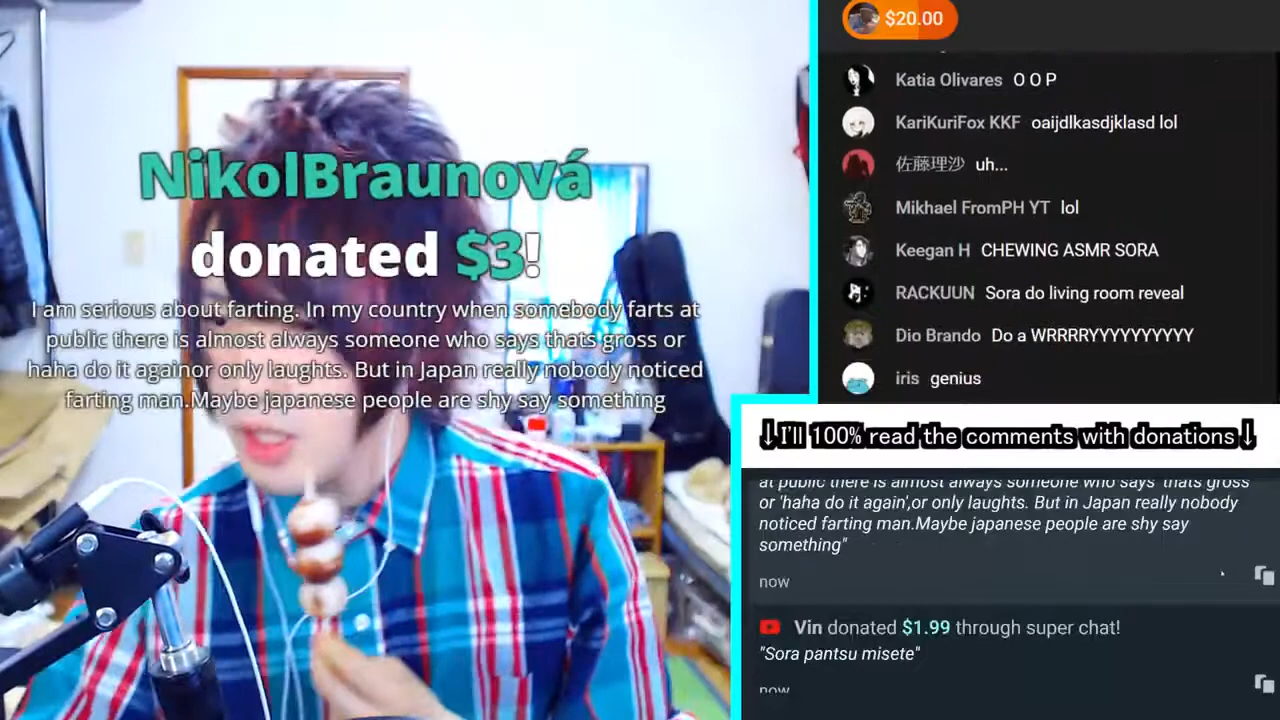 NikolBraunová
donated $3!
I am serious about farting. In my country when somebody farts at
public there is almost always someone who says thats gross or
haha do it againor only laughts. But in Japan really nobody noticed
farting man.Maybe japanese people are shy say something
$20.00
Katia Olivares O O P
KariKuriFox KKF oaijdlkasdjklasd lol
佐藤理沙 uh...
Mikhael FromPH YT lol
Keegan H CHEWING ASMR SORA
RACKUUN Sora do living room reveal
Dio Brando Do a WRRRRYYYYYYYYYY
iris genius
↓I'll 100% read the comments with donations↓
at public there is almost always someone who says 'thats gross
or 'haha do it again',or only laughts. But in Japan really nobody
noticed farting man.Maybe japanese people are shy say
something"
now
Vin donated $1.99 through super chat!
"Sora pantsu misete"
now